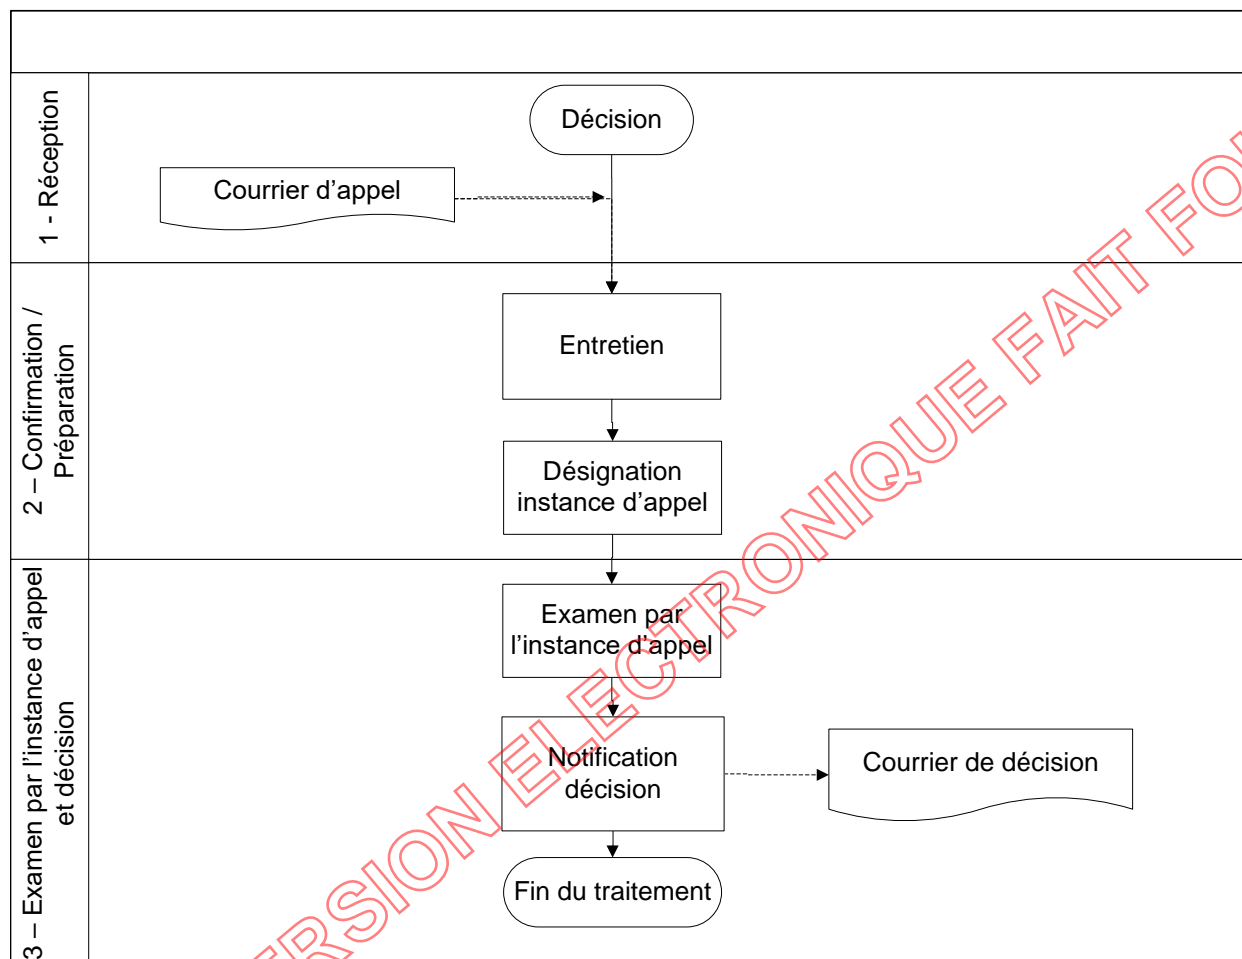 1 - Réception
Décision
Courrier d’appel
2 – Confirmation /
Préparation
Entretien
Désignation
instance d’appel
3 – Examen par l’instance d’appel
et décision
Examen par
l’instance d’appel
Notification
décision
Courrier de décision
Fin du traitement
ERSION ELECTRONIQUE FAIT FO